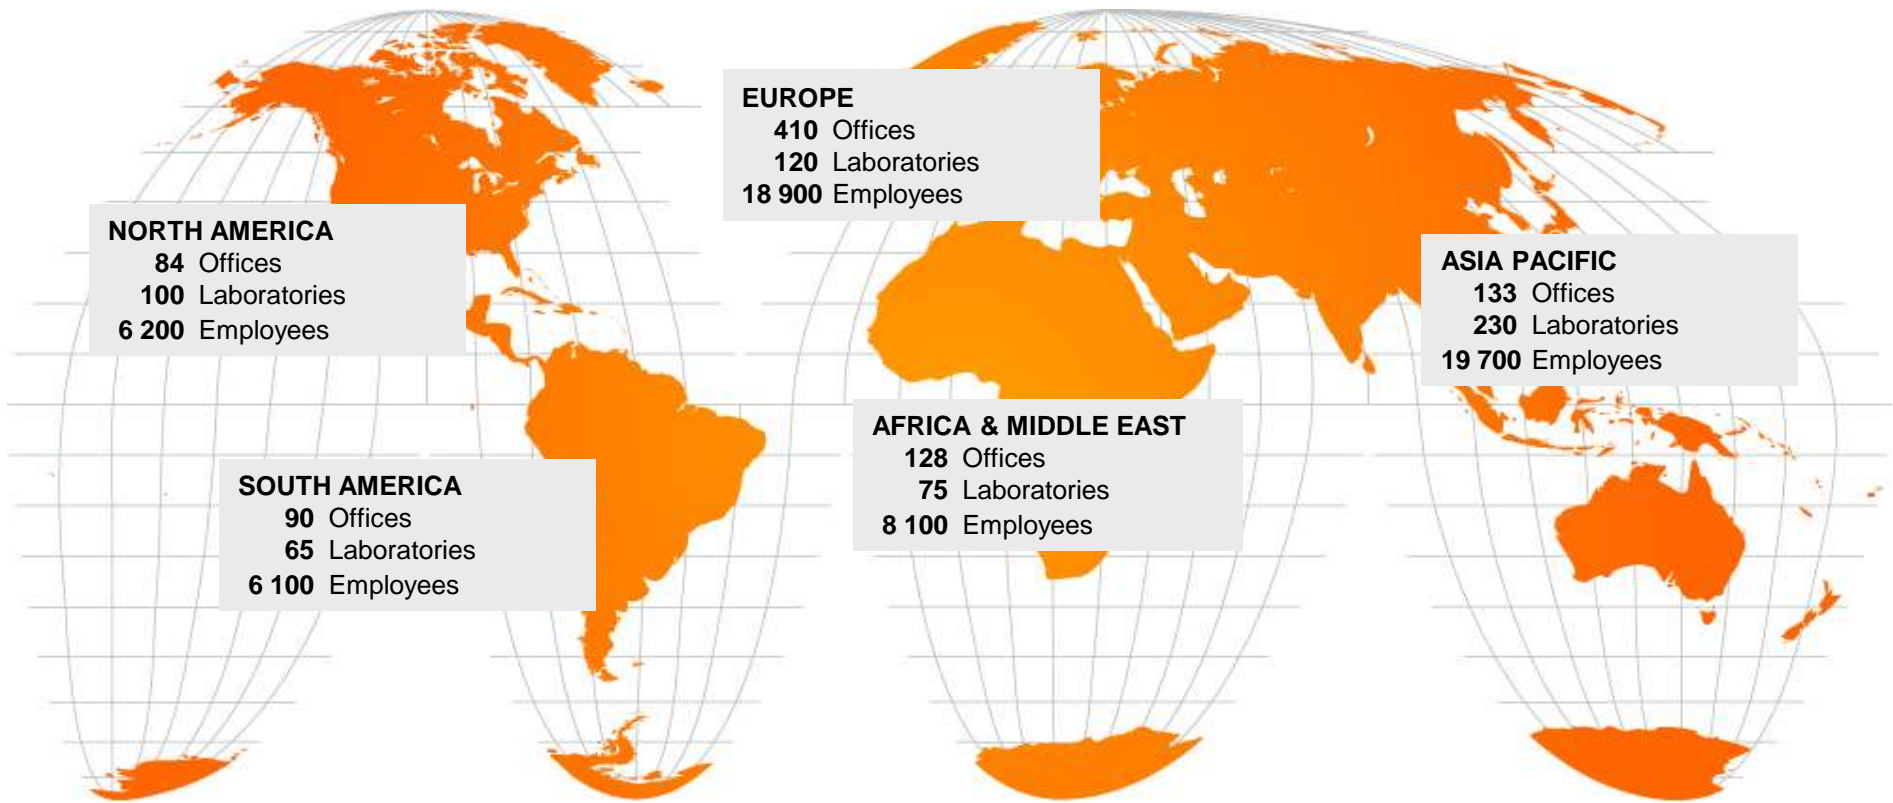 EUROPE
410 Offices
120 Laboratories
18 900 Employees
NORTH AMERICA
84 Offices
100 Laboratories
6 200 Employees
ASIA PACIFIC
133 Offices
230 Laboratories
19 700 Employees
AFRICA & MIDDLE EAST
128 Offices
75 Laboratories
8 100 Employees
SOUTH AMERICA
90 Offices
65 Laboratories
6 100 Employees